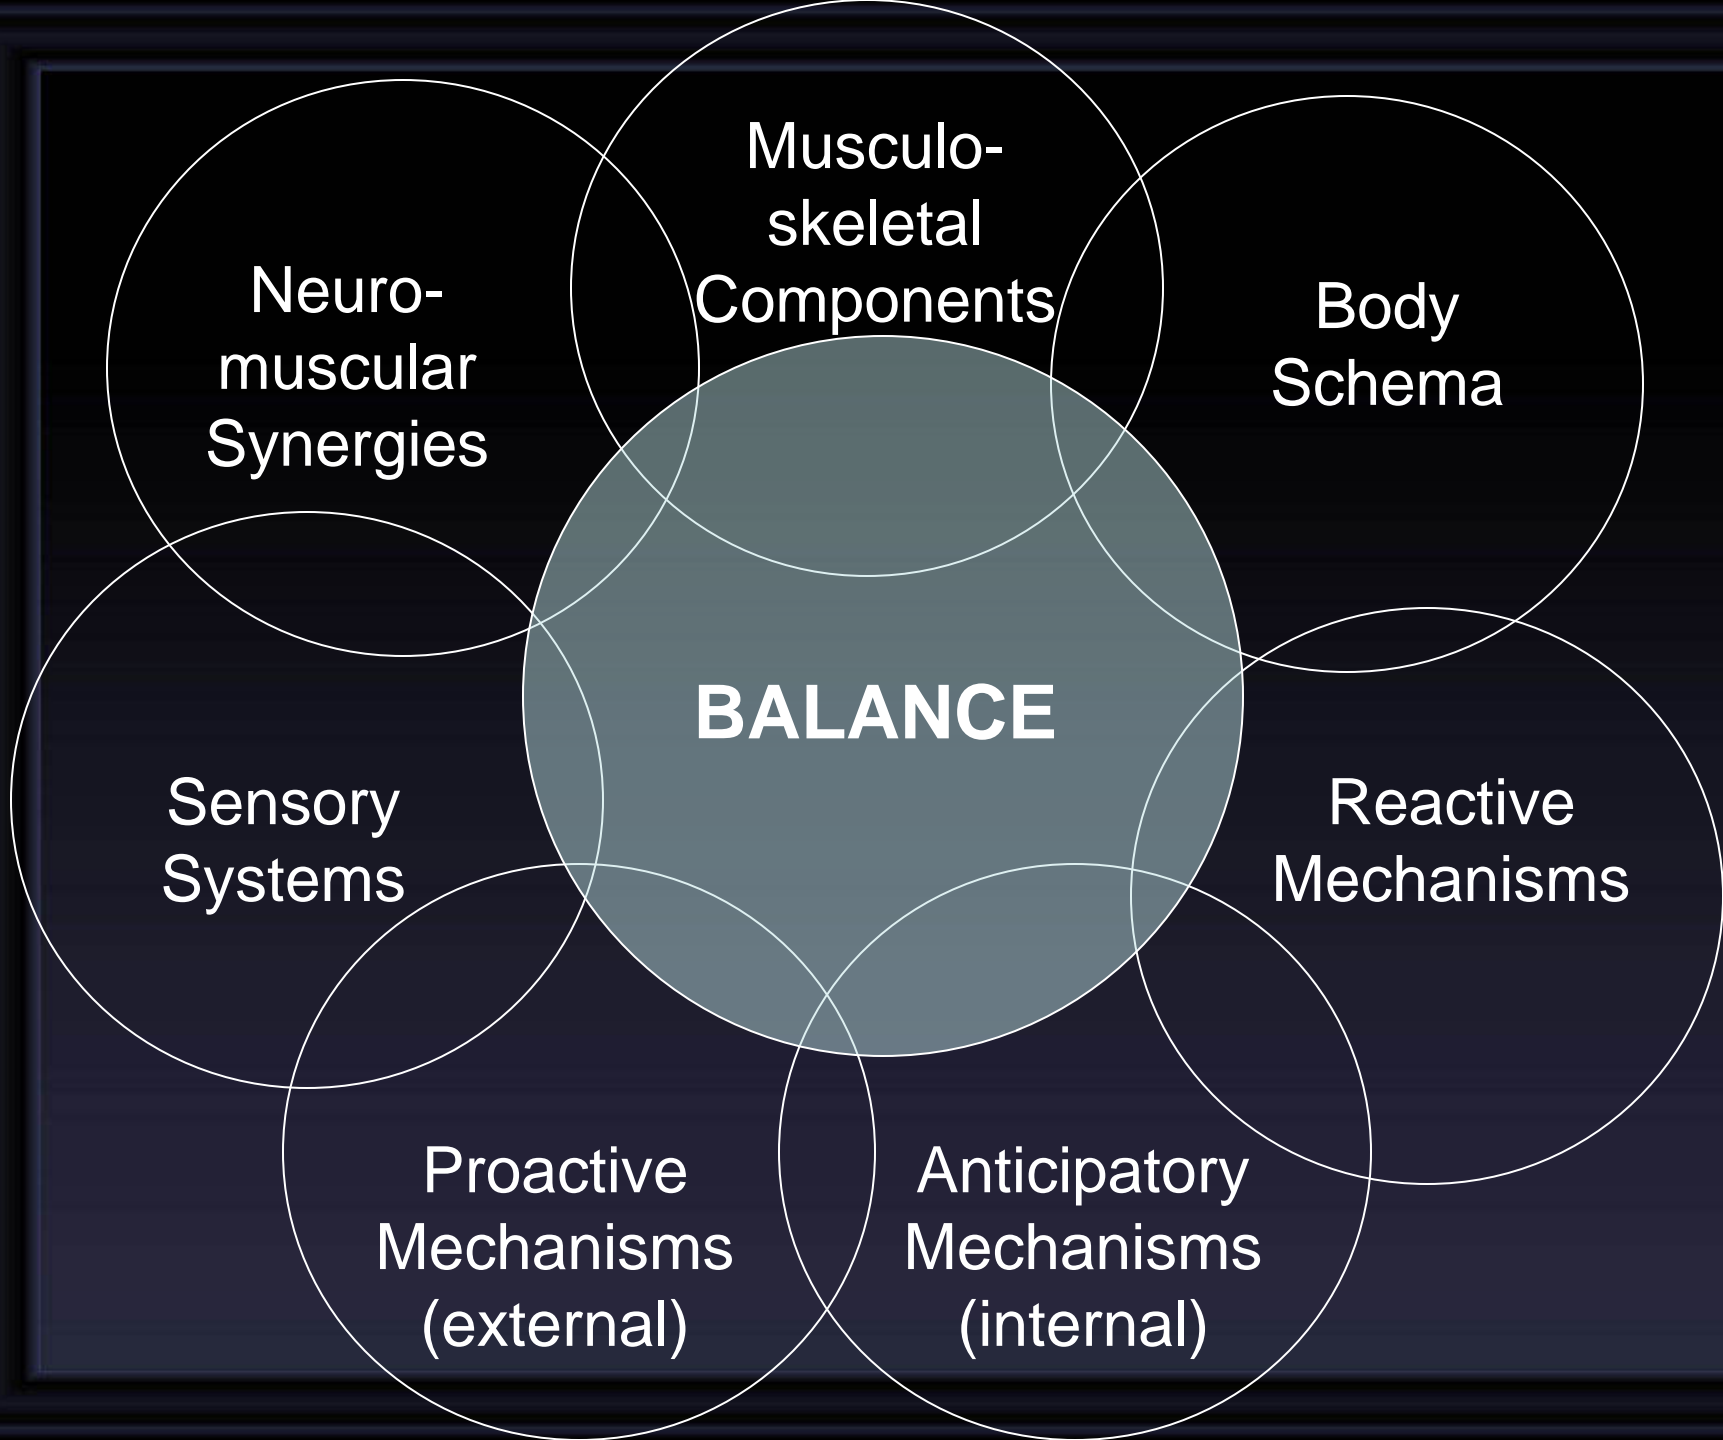 Musculo-
skeletal
Components
Neuro-
muscular
Synergies
Body
Schema
BALANCE
Sensory
Systems
Reactive
Mechanisms
Proactive
Mechanisms
(external)
Anticipatory
Mechanisms
(internal)